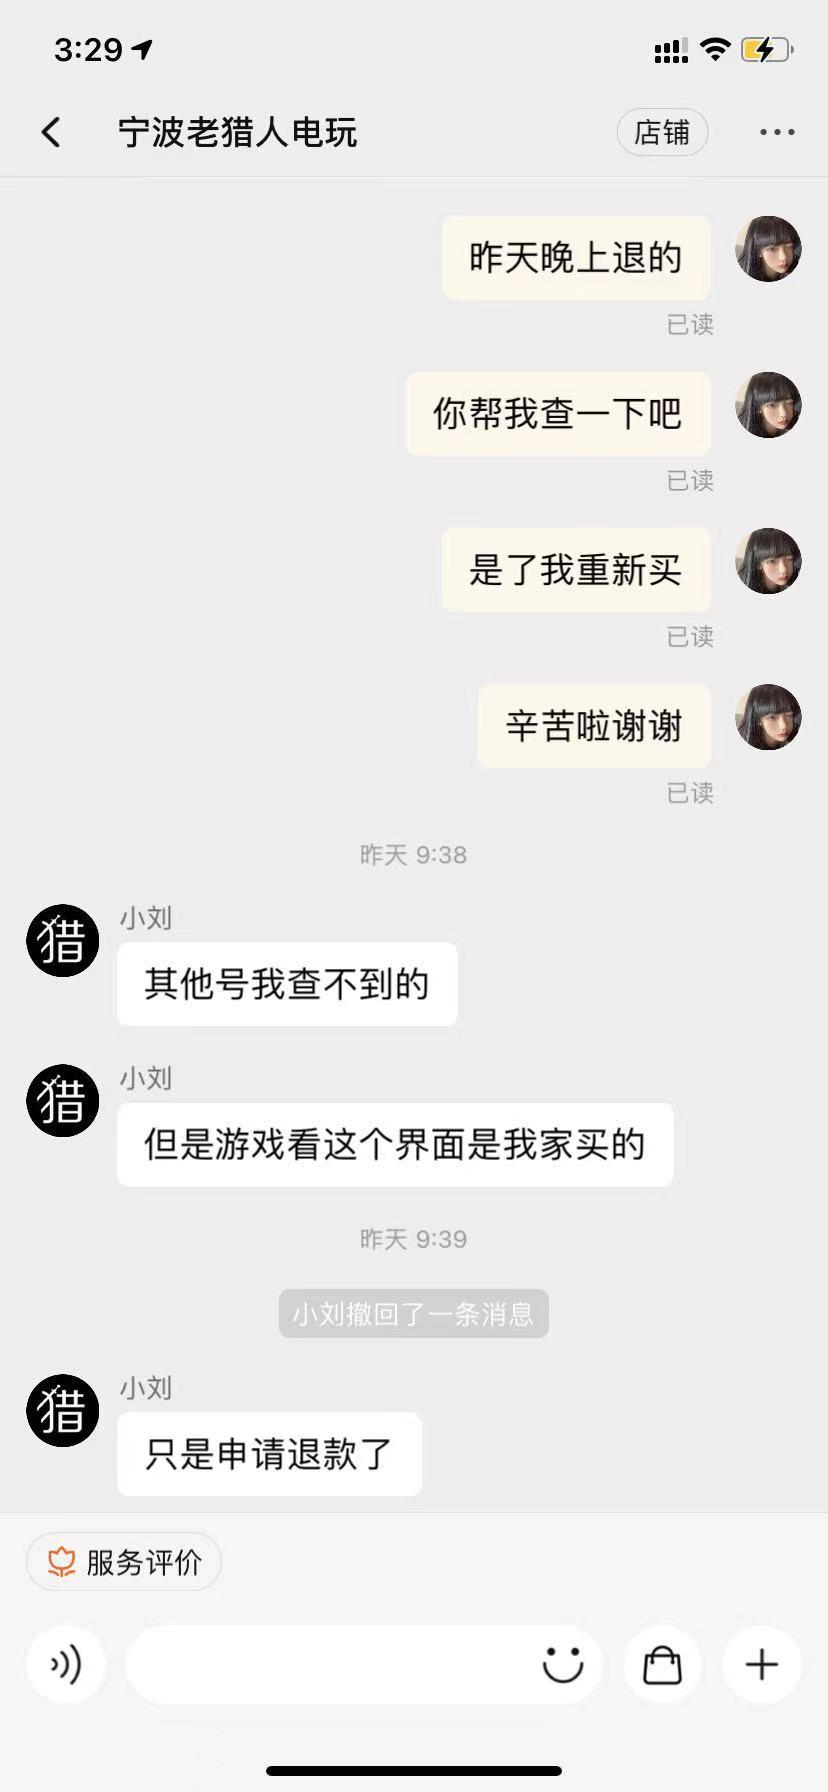 3:29
宁波老猎人电玩
店铺
昨天晚上退的
已读
你帮我查一下吧
已读
是了我重新买
已读
辛苦啦谢谢
已读
昨天 9:38
猎
小刘
其他号我查不到的
猎
小刘
但是游戏看这个界面是我家买的
昨天 9:39
小刘撤回了一条消息
猎
小刘
只是申请退款了
服务评价